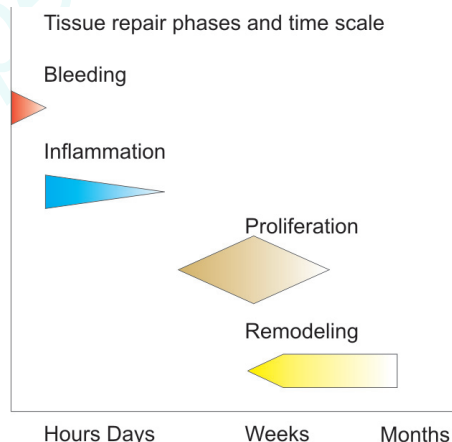 Tissue repair phases and time scale
Bleeding
Inflammation
Proliferation
Remodeling
Hours Days Weeks Months